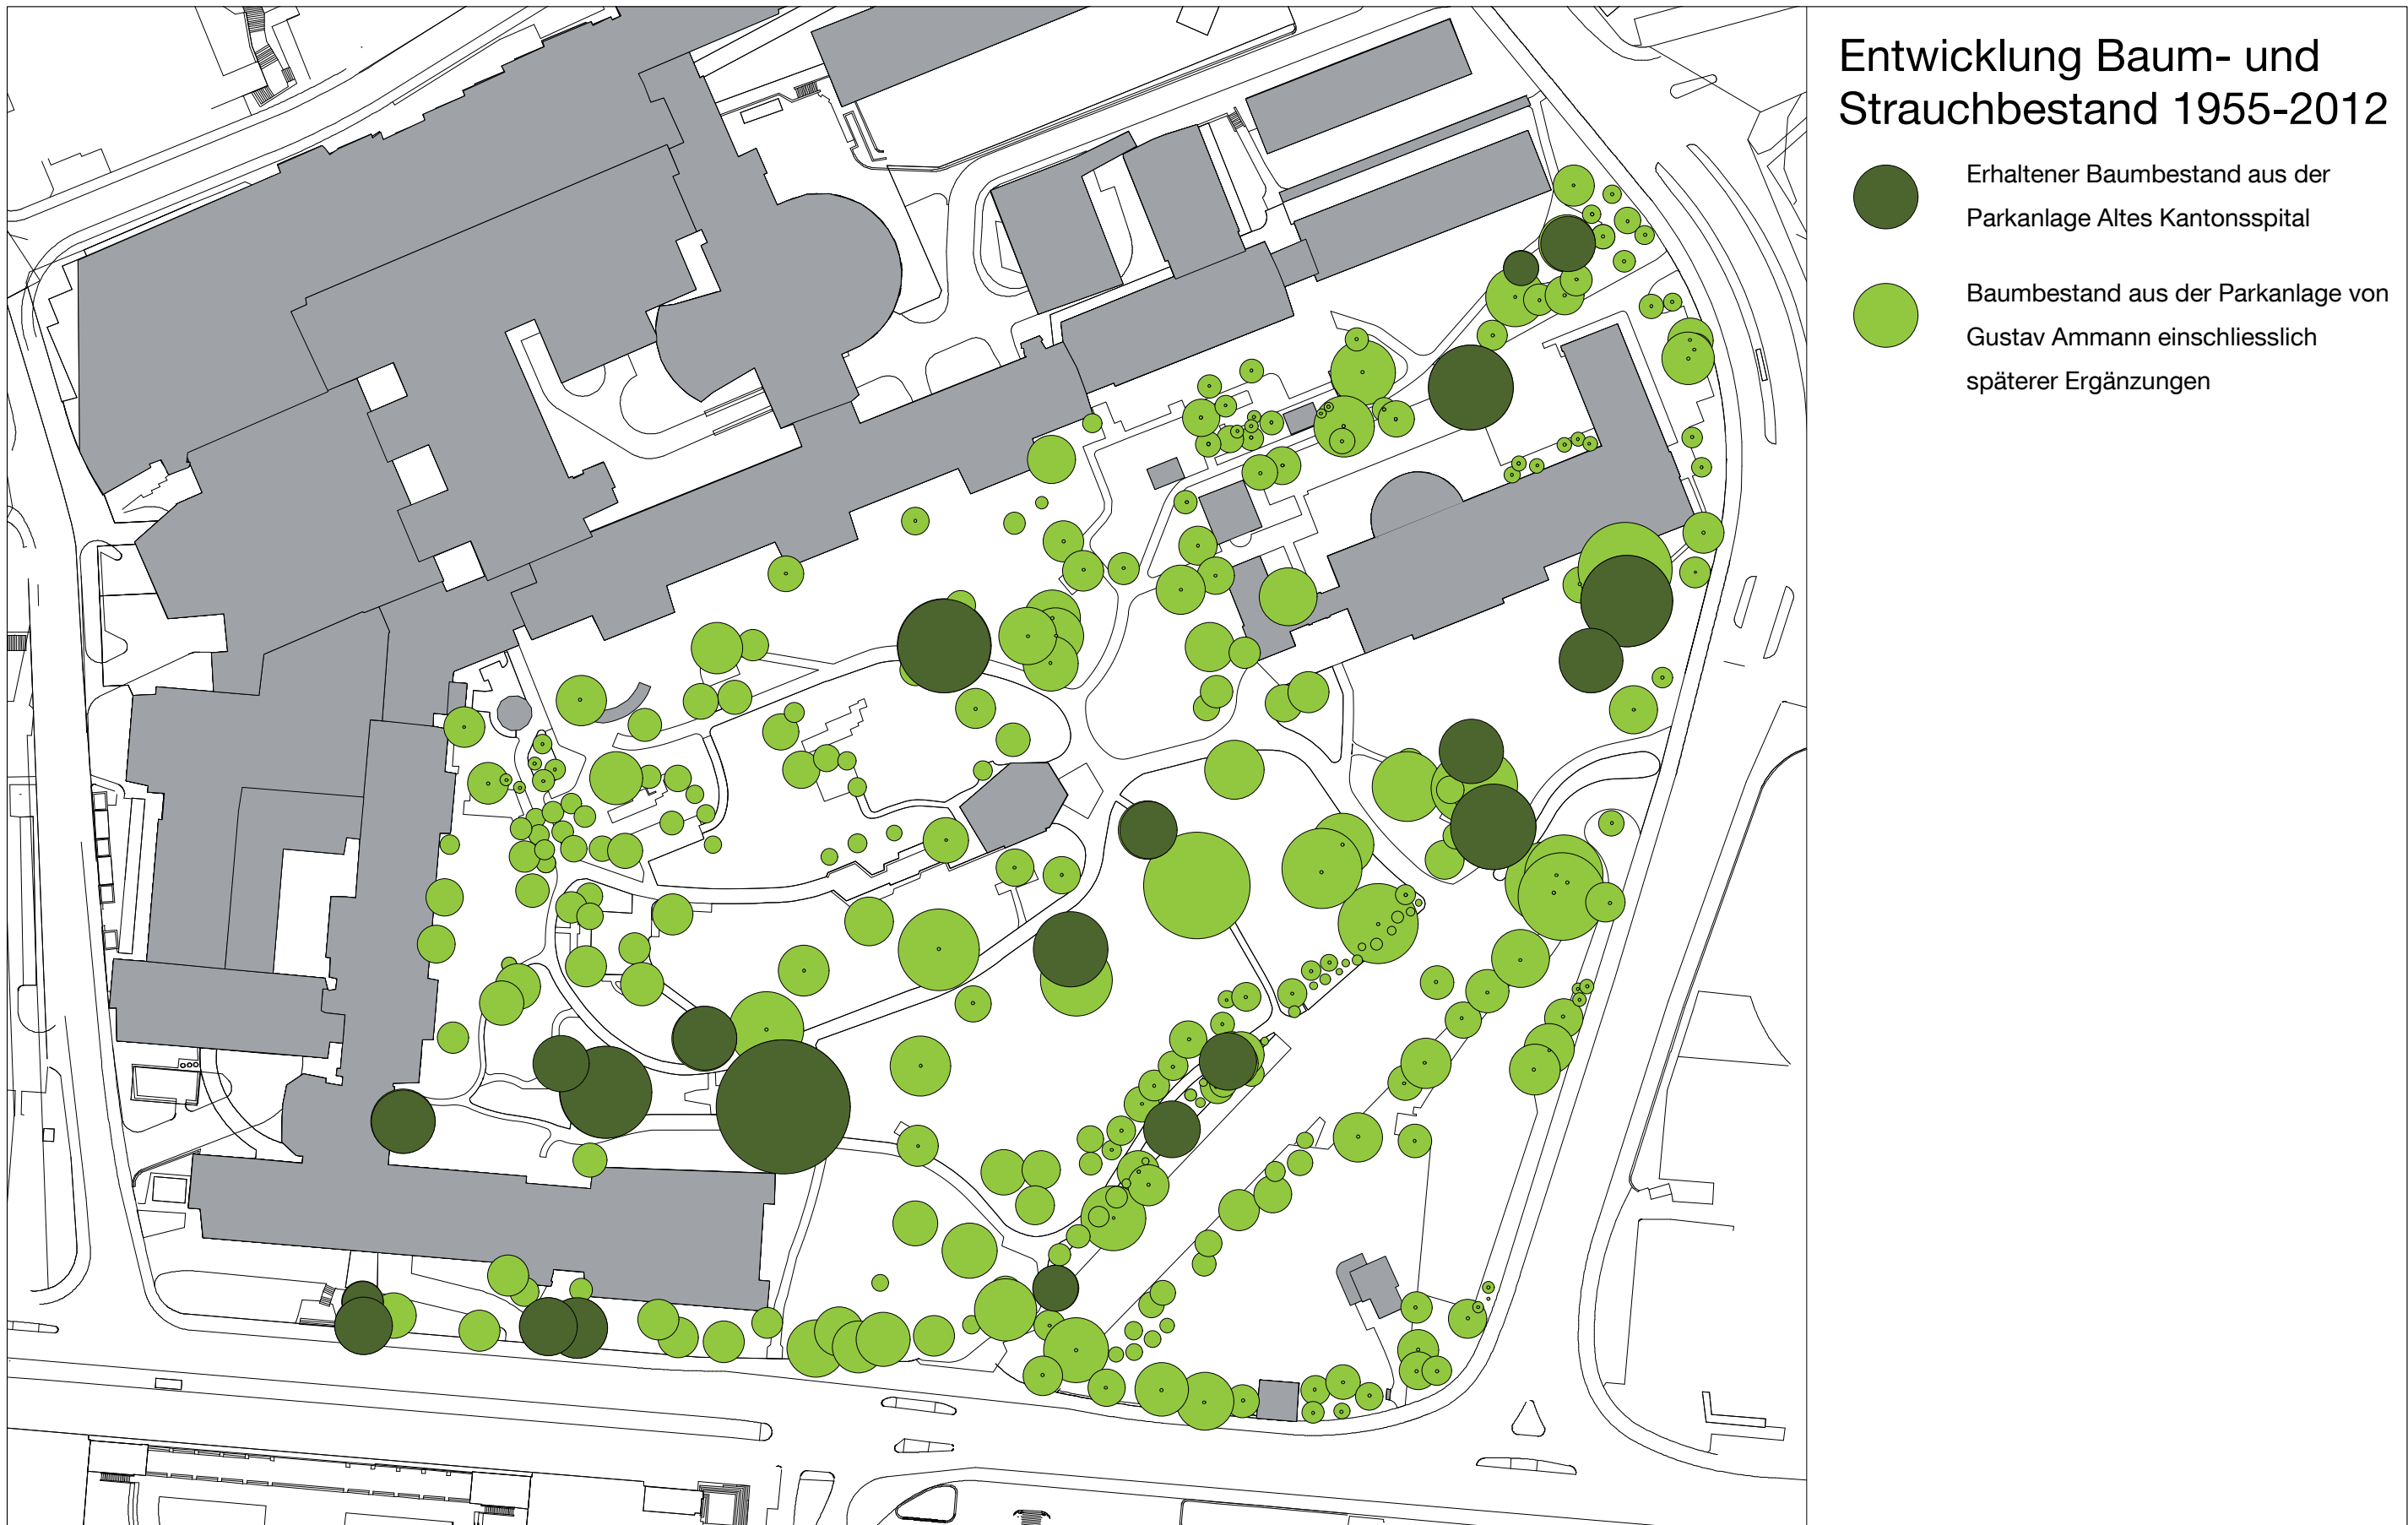 Entwicklung Baum- und
Strauchbestand 1955-2012
Erhaltener Baumbestand aus der
Parkanlage Altes Kantonsspital
Baumbestand aus der Parkanlage von
Gustav Ammann einschliesslich
späterer Ergänzungen